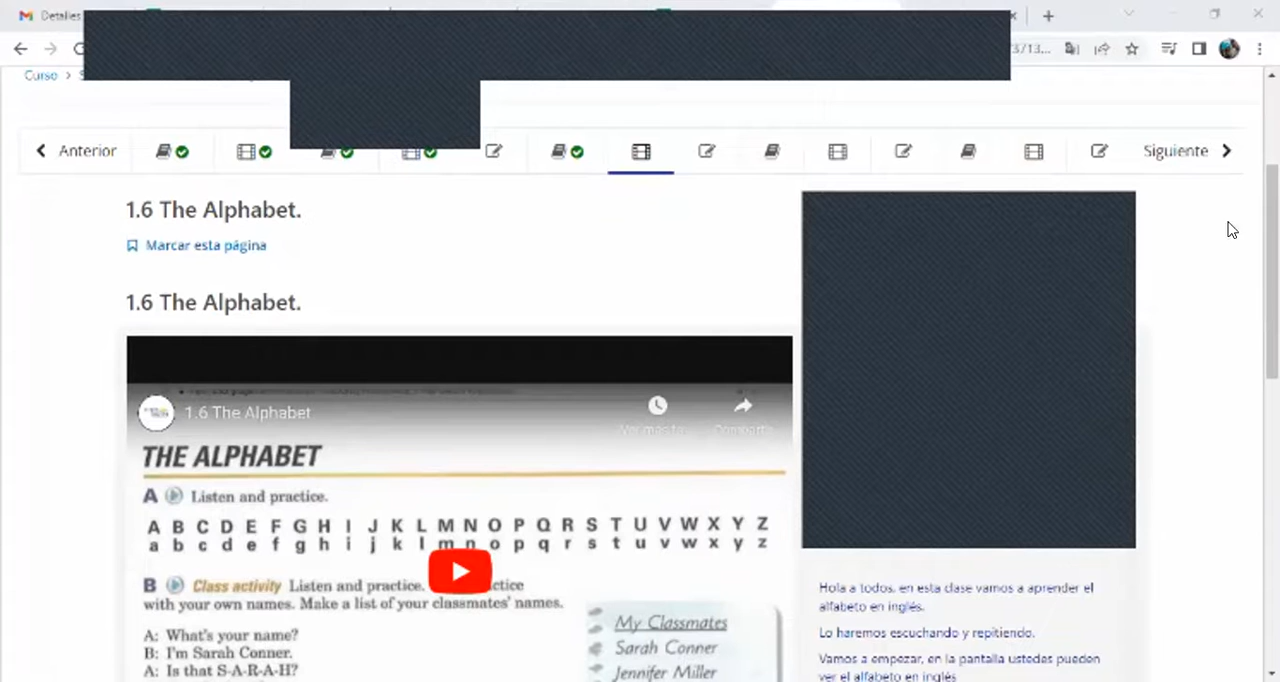 Detalles
3/13...
Curso > S
Anterior
Siguiente
1.6 The Alphabet.
Marcar esta página
1.6 The Alphabet.
1.6 The Alphabet
THE ALPHABET
A Listen and practice.
A B C D E F G H I J K L M N O P Q R S T U V W X Y Z
a b c d e f g h i j k l m n o p q r s t u v w x y z
B Class activity Listen and practice. ctice
with your own names. Make a list of your classmates' names.
A: What's your name?
B: I'm Sarah Conner.
A: Is that S-A-R-A-H?
My Classmates
Sarah Conner
Jennifer Miller
Hola a todos, en esta clase vamos a aprender el
alfabeto en inglés.
Lo haremos escuchando y repitiendo.
Vamos a empezar, en la pantalla ustedes pueden
ver el alfabeto en inglés